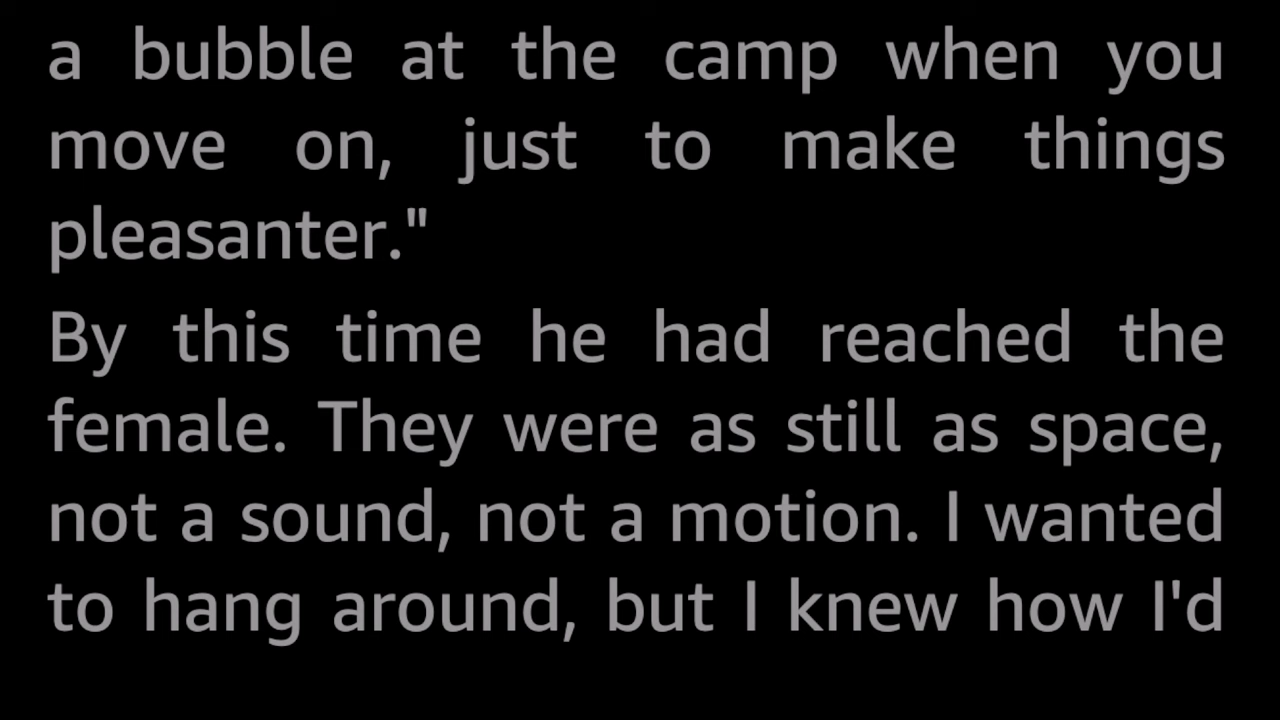 a bubble at the camp when you
move on, just to make things
pleasanter."
By this time he had reached the
female. They were as still as space,
not a sound, not a motion. I wanted
to hang around, but I knew how I'd